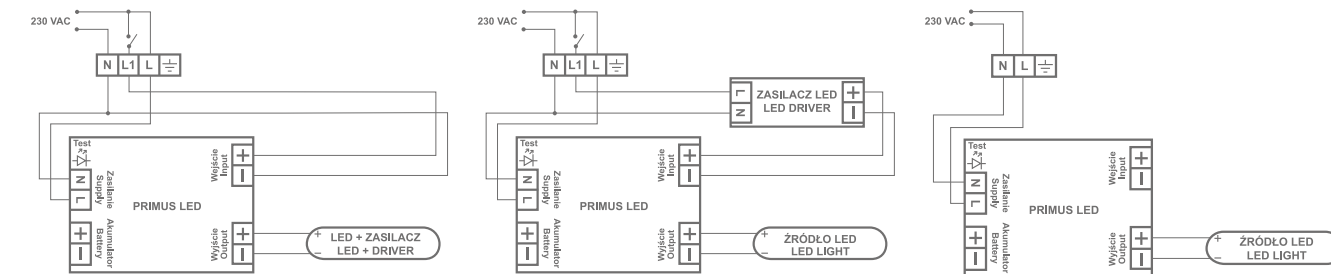 230 VAC
N L1 L
Test
N
L
Zasilanie
Supply
+
−
Akumulator
Battery
PRIMUS LED
Wejście
Input
+
−
Wyjście
Output
+
−
+ LED + ZASILACZ
− LED + DRIVER
230 VAC
N L1 L
L
N
ZASILACZ LED
LED DRIVER
+
−
Test
N
L
Zasilanie
Supply
+
−
Akumulator
Battery
PRIMUS LED
Wejście
Input
+
−
Wyjście
Output
+
−
+ ŹRÓDŁO LED
− LED LIGHT
230 VAC
N L
Test
N
L
Zasilanie
Supply
+
−
Akumulator
Battery
PRIMUS LED
Wejście
Input
+
−
Wyjście
Output
+
−
+ ŹRÓDŁO LED
− LED LIGHT